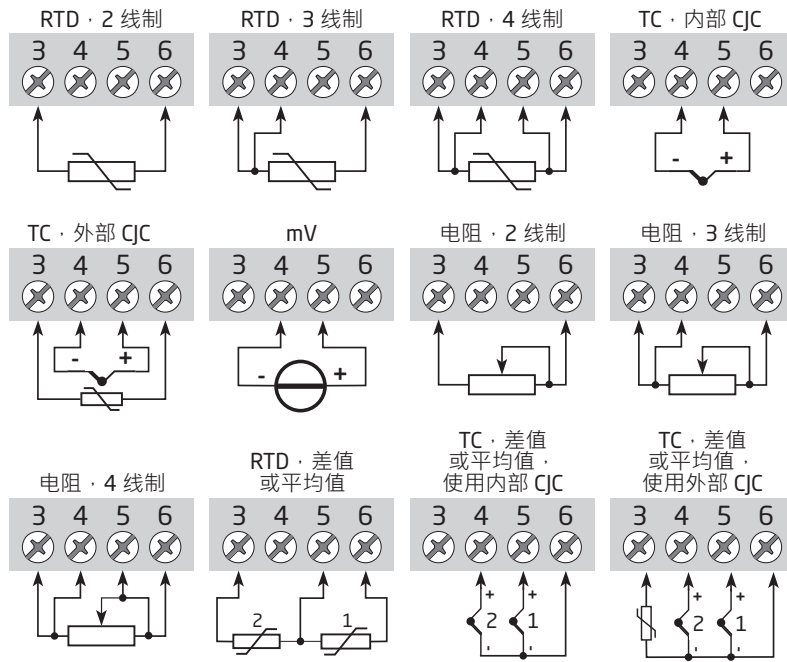 RTD · 2 线制
RTD · 3 线制
RTD · 4 线制
TC · 内部 CJC
3 4 5 6
3 4 5 6
3 4 5 6
3 4 5 6
- +
TC · 外部 CJC
mV
电阻 · 2 线制
电阻 · 3 线制
3 4 5 6
3 4 5 6
3 4 5 6
3 4 5 6
- +
- +
电阻 · 4 线制
RTD · 差值
或平均值
TC · 差值
或平均值 ·
使用内部 CJC
TC · 差值
或平均值 ·
使用外部 CJC
3 4 5 6
3 4 5 6
3 4 5 6
3 4 5 6
2 1
+ +
2 1
- -
+ +
2 1
- -